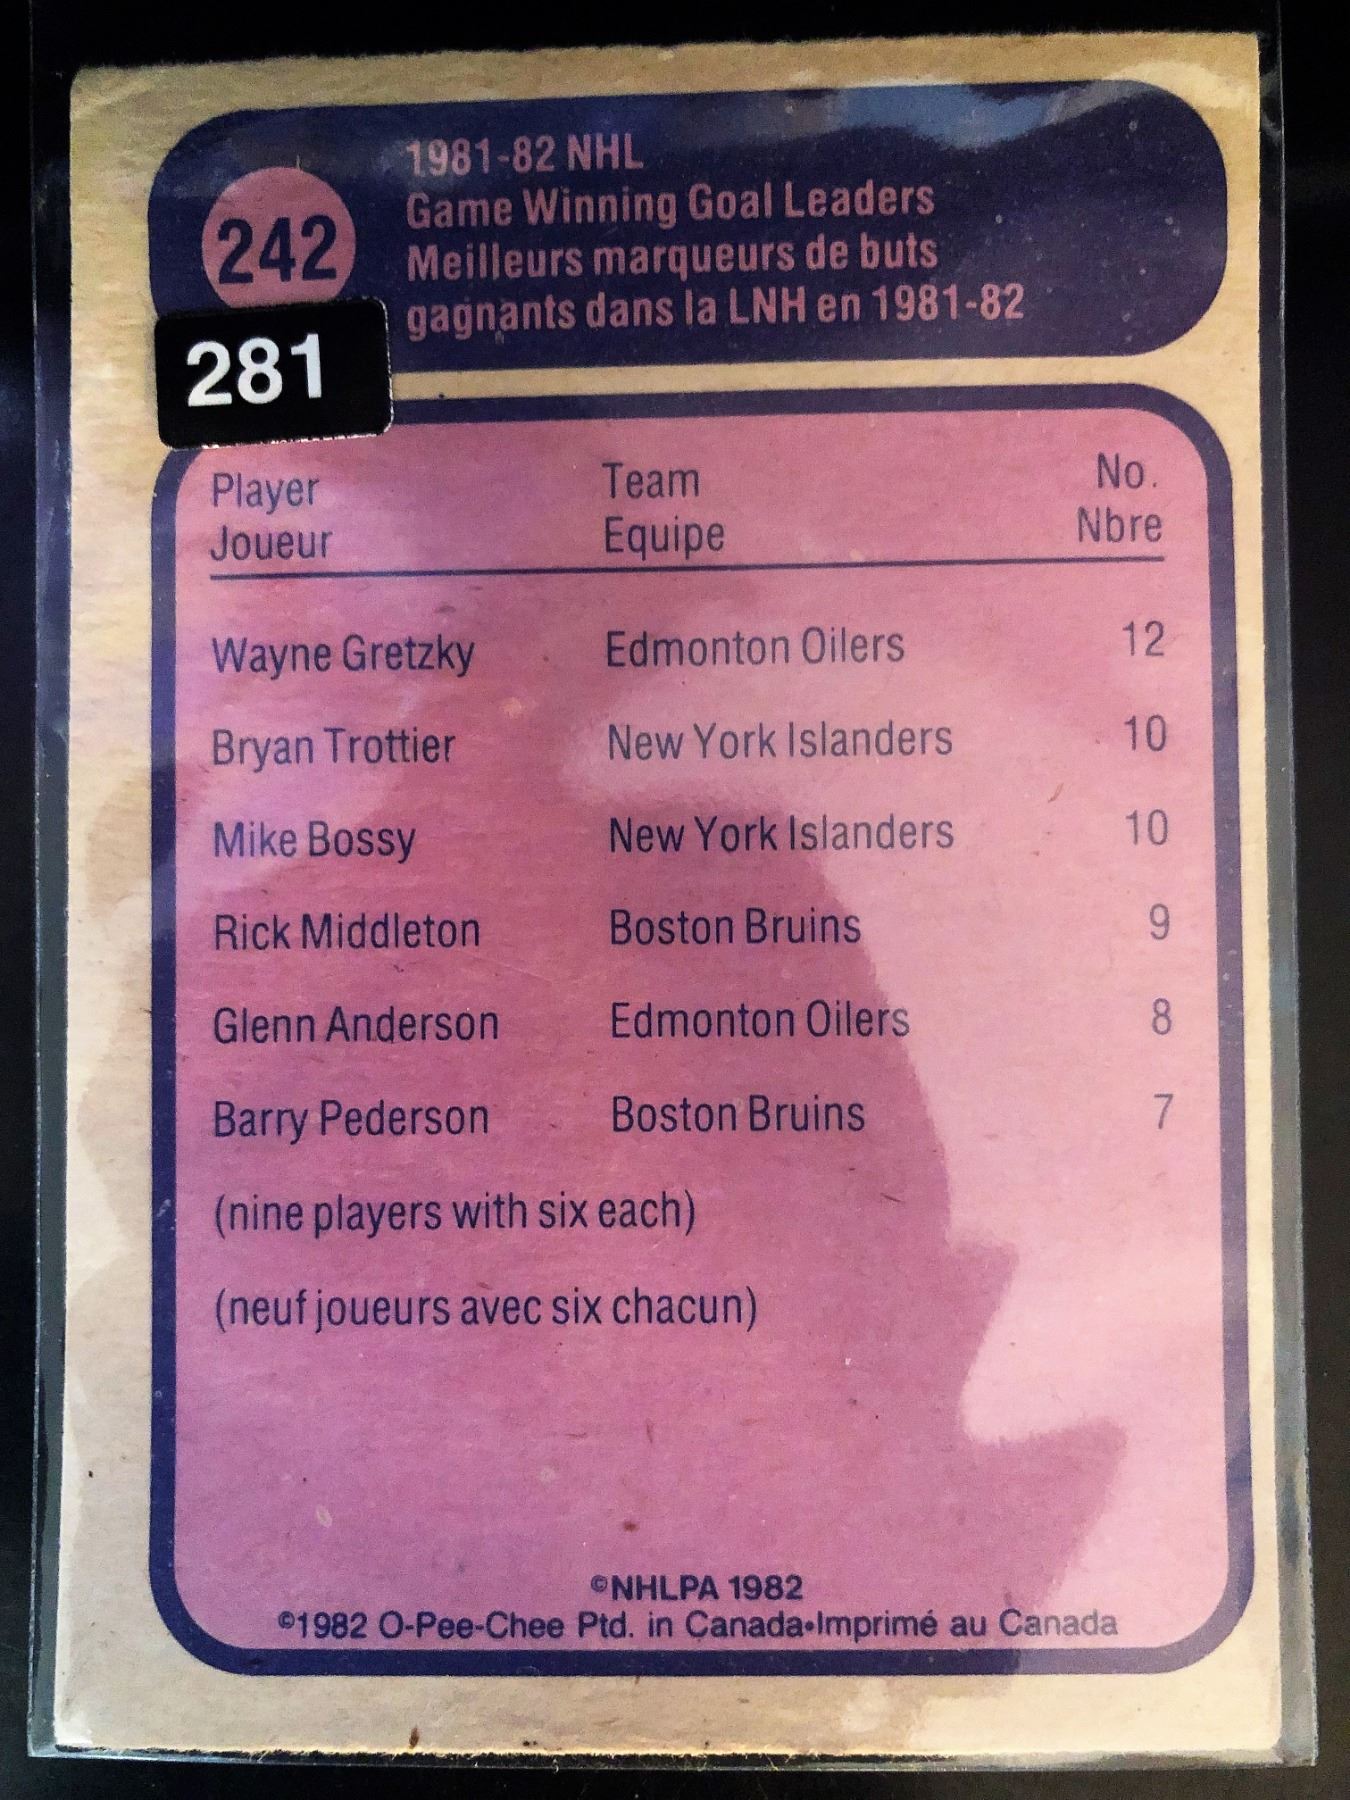 242
1981-82 NHL
Game Winning Goal Leaders
Meilleurs marqueurs de buts
gagnants dans la LNH en 1981-82
281
Player Team No.
Joueur Equipe Nbre
Wayne Gretzky Edmonton Oilers 12
Bryan Trottier New York Islanders 10
Mike Bossy New York Islanders 10
Rick Middleton Boston Bruins 9
Glenn Anderson Edmonton Oilers 8
Barry Pederson Boston Bruins 7
(nine players with six each)
(neuf joueurs avec six chacun)
©NHLPA 1982
©1982 O-Pee-Chee Ptd. in Canada•Imprimé au Canada